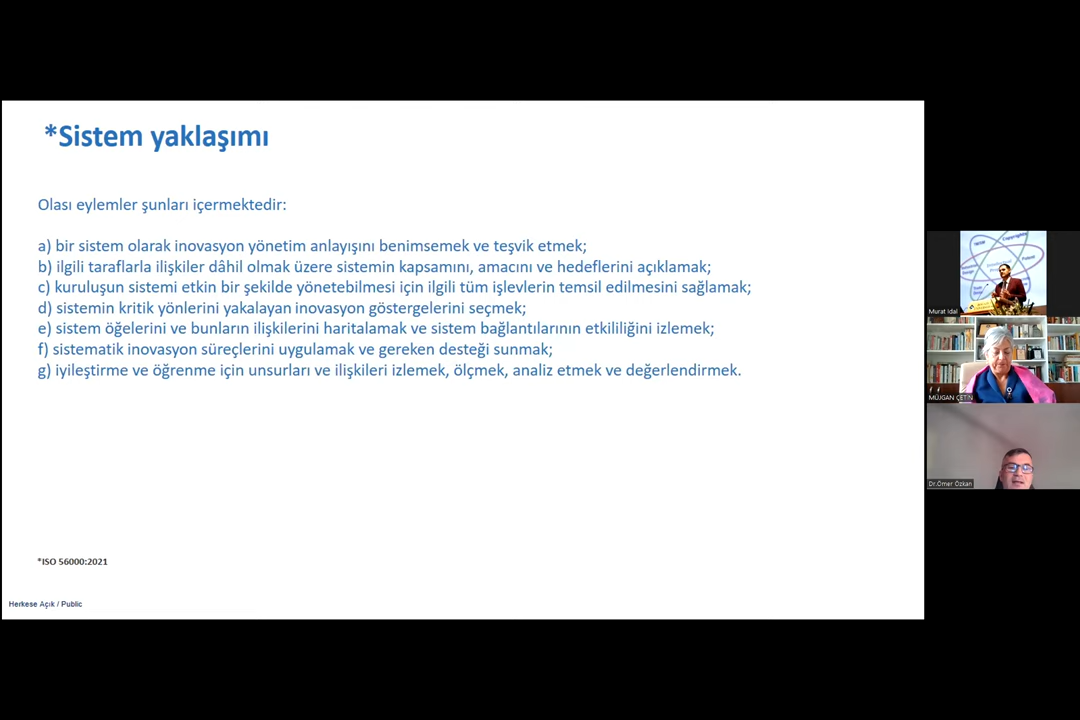 *Sistem yaklaşımı
Olası eylemler şunları içermektedir:
a) bir sistem olarak inovasyon yönetim anlayışını benimsemek ve teşvik etmek;
b) ilgili taraflarla ilişkiler dâhil olmak üzere sistemin kapsamını, amacını ve hedeflerini açıklamak;
c) kuruluşun sistemi etkin bir şekilde yönetebilmesi için ilgili tüm işlevlerin temsil edilmesini sağlamak;
d) sistemin kritik yönlerini yakalayan inovasyon göstergelerini seçmek;
e) sistem öğelerini ve bunların ilişkilerini haritalamak ve sistem bağlantılarının etkililiğini izlemek;
f) sistematik inovasyon süreçlerini uygulamak ve gereken desteği sunmak;
g) iyileştirme ve öğrenme için unsurları ve ilişkileri izlemek, ölçmek, analiz etmek ve değerlendirmek.
*ISO 56000:2021
Herkese Açık / Public
Murat idal
MÜJGAN ÇETİN
Dr.Ömer Özkan